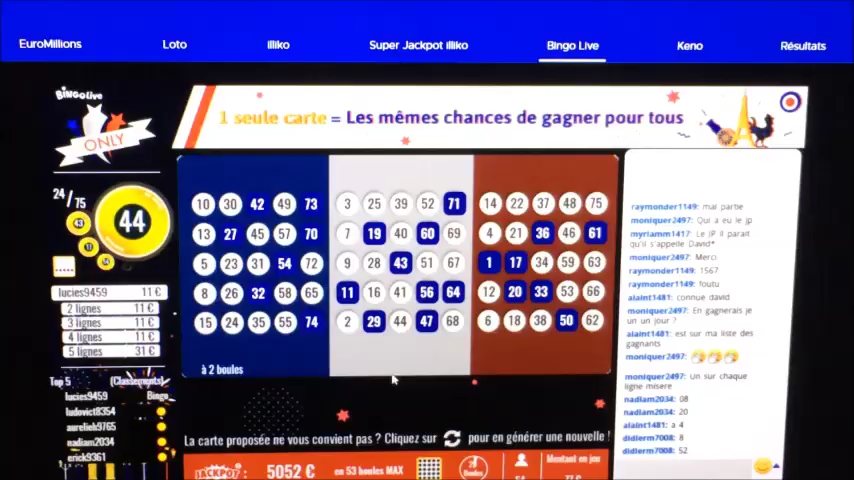 EuroMillions Loto illiko Super Jackpot illiko Bingo Live Keno Résultats
BiNGOLive
ONLY
1 seule carte = Les mêmes chances de gagner pour tous
24/75
44
43
lucies9459 11 €
2 lignes 11 €
3 lignes 11 €
4 lignes 11 €
5 lignes 31 €
Top 5 (Classements)
lucies9459 Bingo
ludovict8354
aurelieh9765
nadiam2034
erick9361
10 30 42 49 73
13 27 45 57 70
5 23 31 54 72
8 26 32 58 65
15 24 35 55 74
à 2 boules
3 25 39 52 71
7 19 40 60 69
9 28 43 51 67
11 16 41 56 64
2 29 44 47 68
14 22 37 48 75
4 21 36 46 61
1 17 34 59 63
12 20 33 53 66
6 18 38 50 62
La carte proposée ne vous convient pas ? Cliquez sur pour en générer une nouvelle !
JACKPOT : 5052 € en 53 boules MAX
Boules
Montant en jeu
raymonder1149: mal partie
moniquer2497: Qui a eu le jp
myriamm1417: Le JP il parait
qu'il s'appelle David*
moniquer2497: Merci
raymonder1149: 1567
raymonder1149: foutu
alaint1481: connue david
moniquer2497: En gagnerais je
un un jour ?
alaint1481: est sur ma liste des
gagnants
moniquer2497:
moniquer2497: Un sur chaque
ligne misere
nadiam2034: 08
nadiam2034: 20
alaint1481: a 4
didierm7008: 8
didierm7008: 52